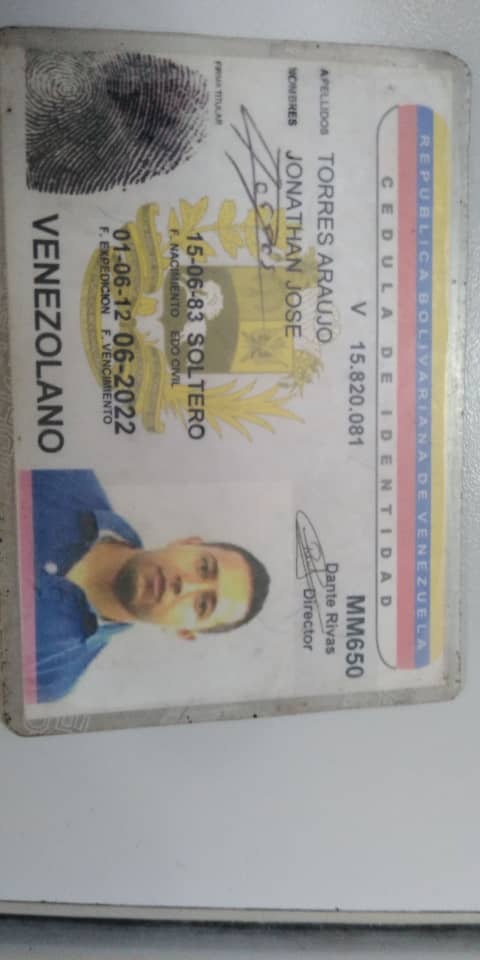 REPUBLICA BOLIVARIANA DE VENEZUELA
CEDULA DE IDENTIDAD
V 15.820.081
MM650
APELLIDOS TORRES ARAUJO
NOMBRES JONATHAN JOSE
Dante Rivas
Director
FIRMA TITULAR
15-06-83 SOLTERO
F. NACIMIENTO EDO CIVIL
01-06-12 06-2022
F. EXPEDICION F. VENCIMIENTO
VENEZOLANO